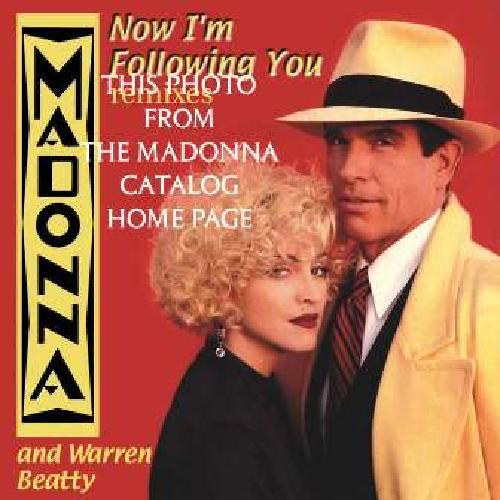 MADONNA
Now I'm
Following You
remixes
THIS PHOTO
FROM
THE MADONNA
CATALOG
HOME PAGE
and Warren
Beatty